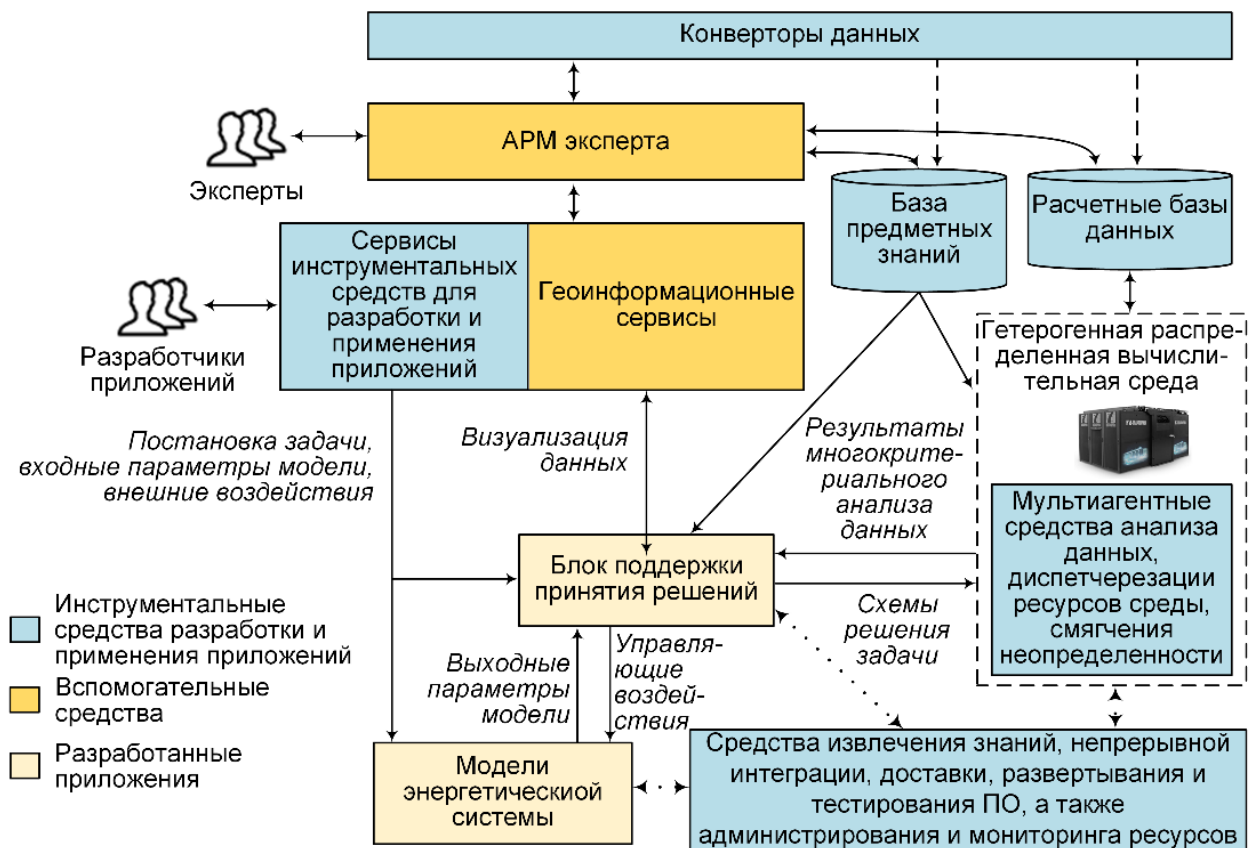 Конверторы данных
АРМ эксперта
Эксперты
База
предметных
знаний
Расчетные базы
данных
Сервисы
инструментальных
средств для
разработки и
применения
приложений
Геоинформационные
сервисы
Разработчики
приложений
Гетерогенная распре-
деленная вычисли-
тельная среда
Постановка задачи,
входные параметры модели,
внешние воздействия
Визуализация
данных
Результаты
многокрите-
риального
анализа
данных
Мультиагентные
средства анализа
данных,
диспетчерезации
ресурсов среды,
смягчения
неопределенности
Блок поддержки
принятия решений
Схемы
решения
задачи
Инструментальные
средства разработки и
применения приложений
Вспомогательные
средства
Разработанные
приложения
Выходные
параметры
модели
Управля-
ющие
воздей-
ствия
Модели
энергетическиой
системы
Средства извлечения знаний, непрерывной
интеграции, доставки, развертывания и
тестирования ПО, а также
администрирования и мониторинга ресурсов